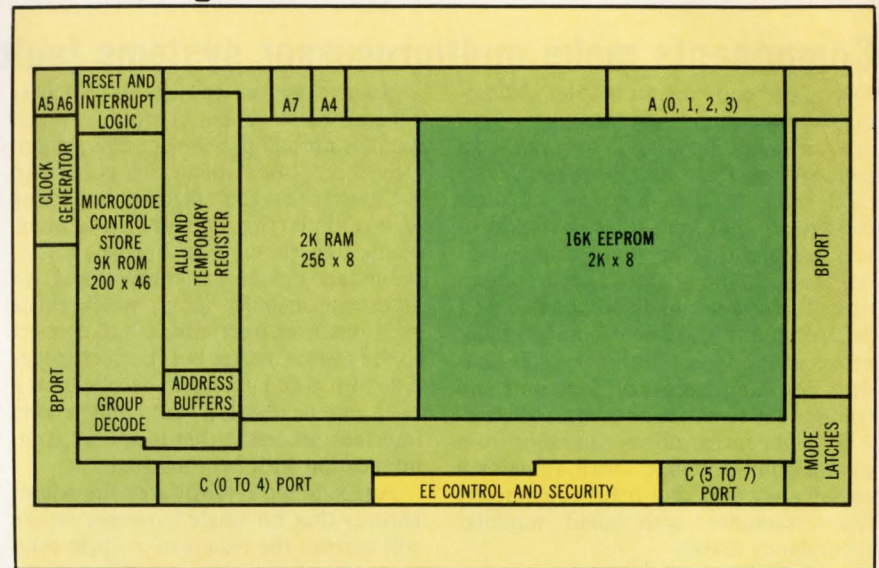 A5 A6
RESET AND
INTERRUPT
LOGIC
A7
A4
A (0, 1, 2, 3)
CLOCK
GENERATOR
MICROCODE
CONTROL
STORE
9K ROM
200 x 46
ALU AND
TEMPORARY
REGISTER
2K RAM
256 x 8
16K EEPROM
2K x 8
BPORT
BPORT
ADDRESS
BUFFERS
GROUP
DECODE
MODE
LATCHES
C (0 TO 4) PORT
EE CONTROL AND SECURITY
C (5 TO 7)
PORT